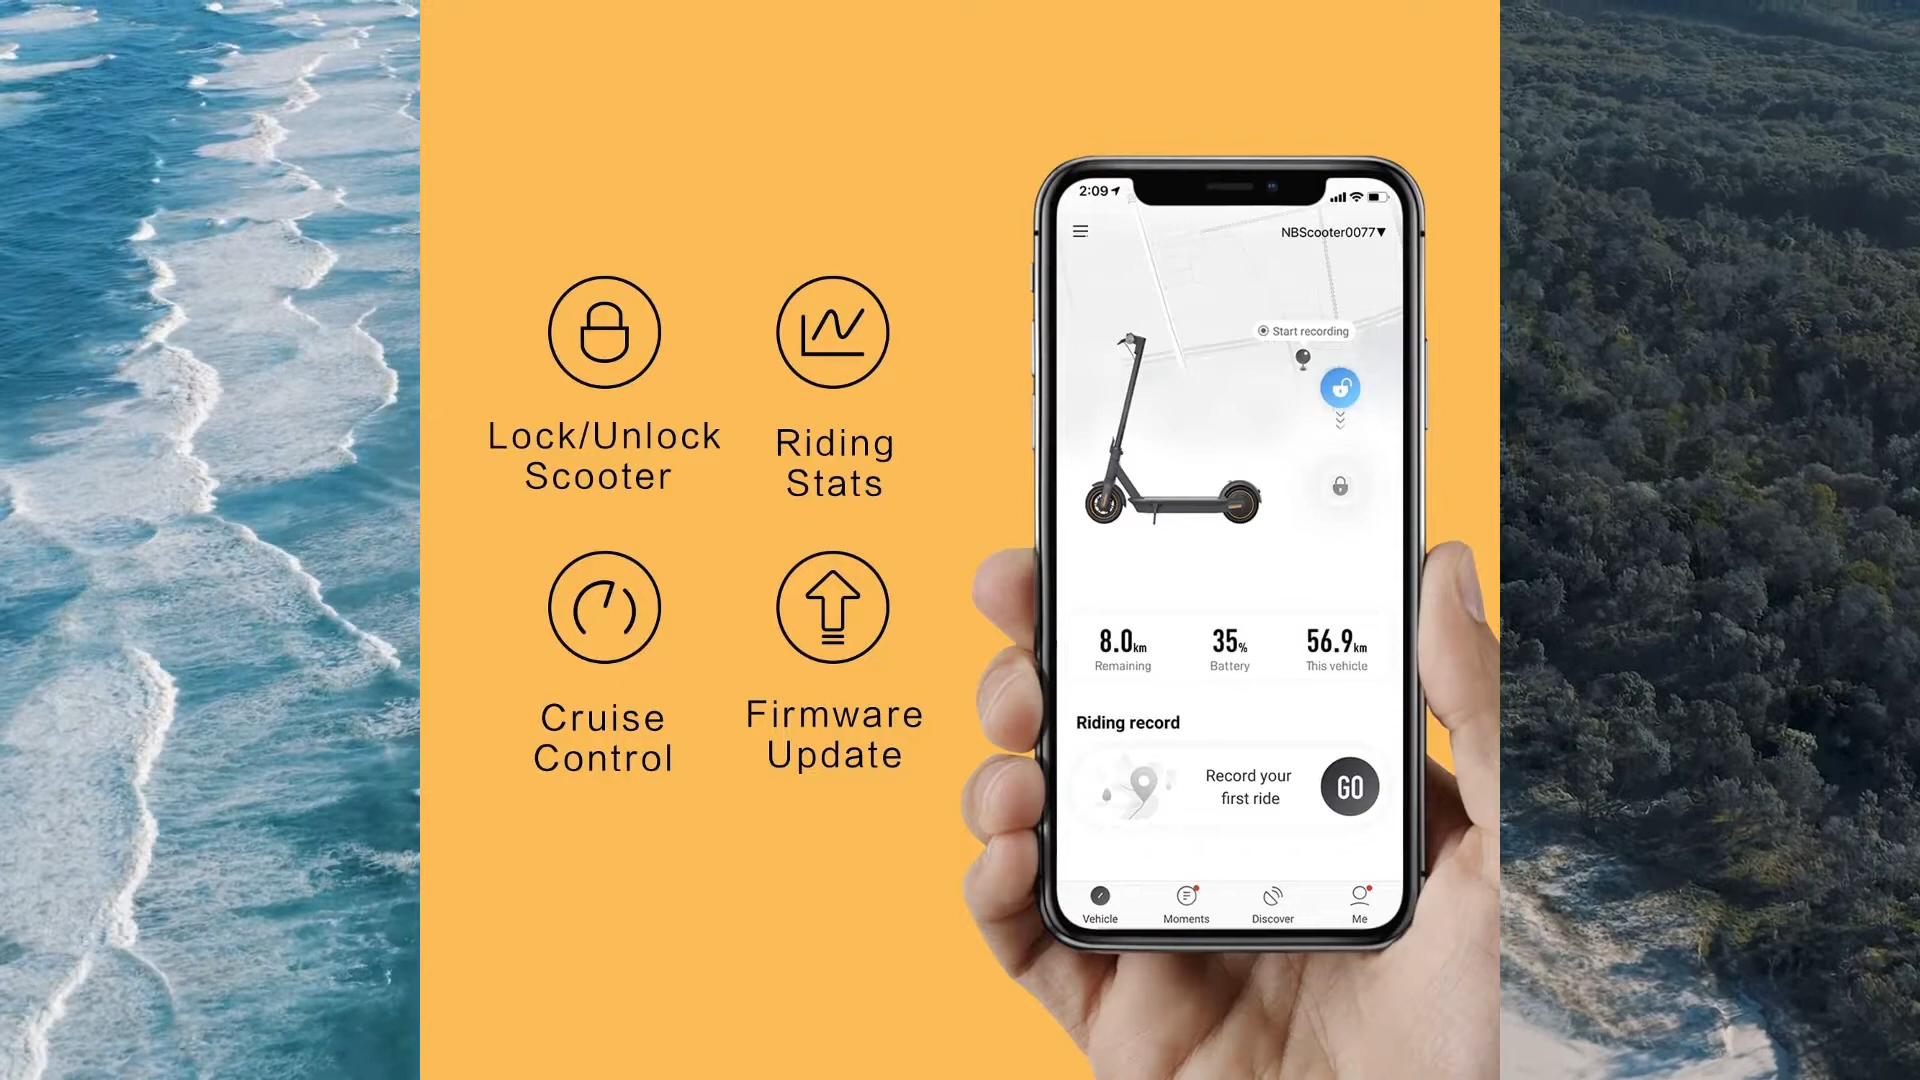 Lock/Unlock
Scooter
Riding
Stats
Cruise
Control
Firmware
Update
2:09
NBScooter0077▼
Start recording
8.0km
Remaining
35%
Battery
56.9km
This vehicle
Riding record
Record your
first ride
GO
Vehicle
Moments
Discover
Me